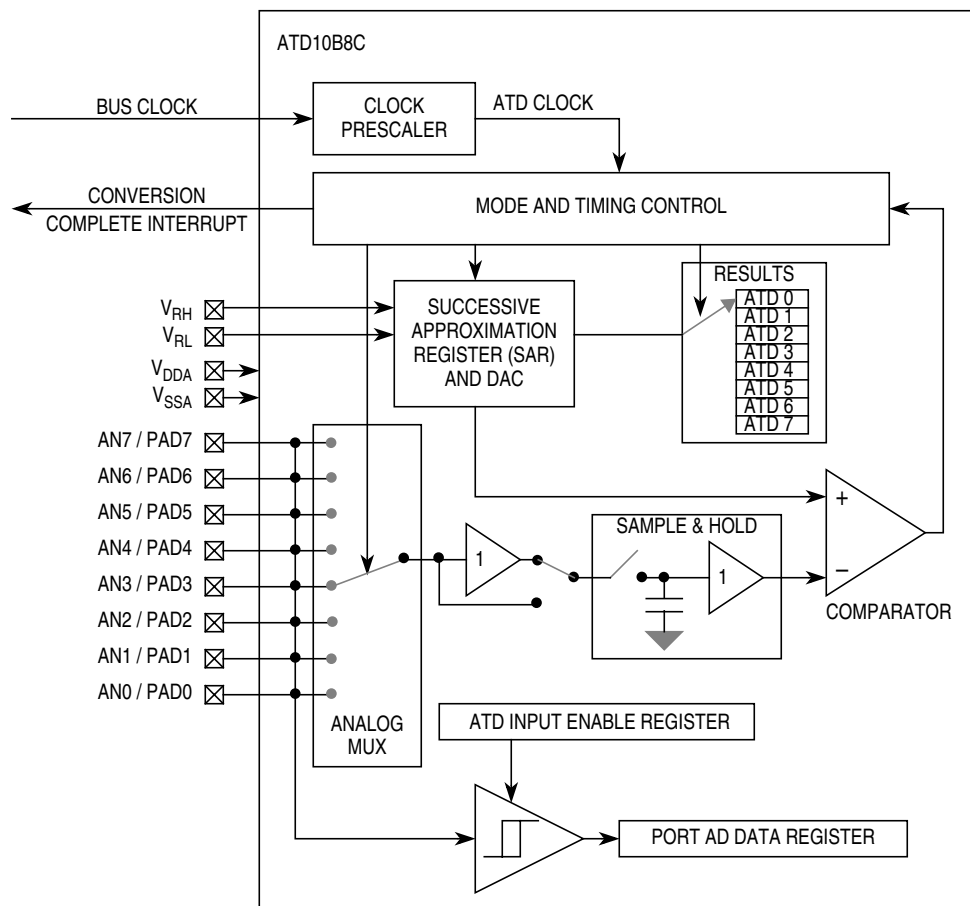 ATD10B8C
BUS CLOCK
CLOCK
PRESCALER
ATD CLOCK
CONVERSION
COMPLETE INTERRUPT
MODE AND TIMING CONTROL
RESULTS
ATD 0
ATD 1
ATD 2
ATD 3
ATD 4
ATD 5
ATD 6
ATD 7
SUCCESSIVE
APPROXIMATION
REGISTER (SAR)
AND DAC
VRH
VRL
VDDA
VSSA
AN7 / PAD7
AN6 / PAD6
AN5 / PAD5
AN4 / PAD4
AN3 / PAD3
AN2 / PAD2
AN1 / PAD1
AN0 / PAD0
ANALOG
MUX
1
SAMPLE & HOLD
1
+
–
COMPARATOR
ATD INPUT ENABLE REGISTER
PORT AD DATA REGISTER